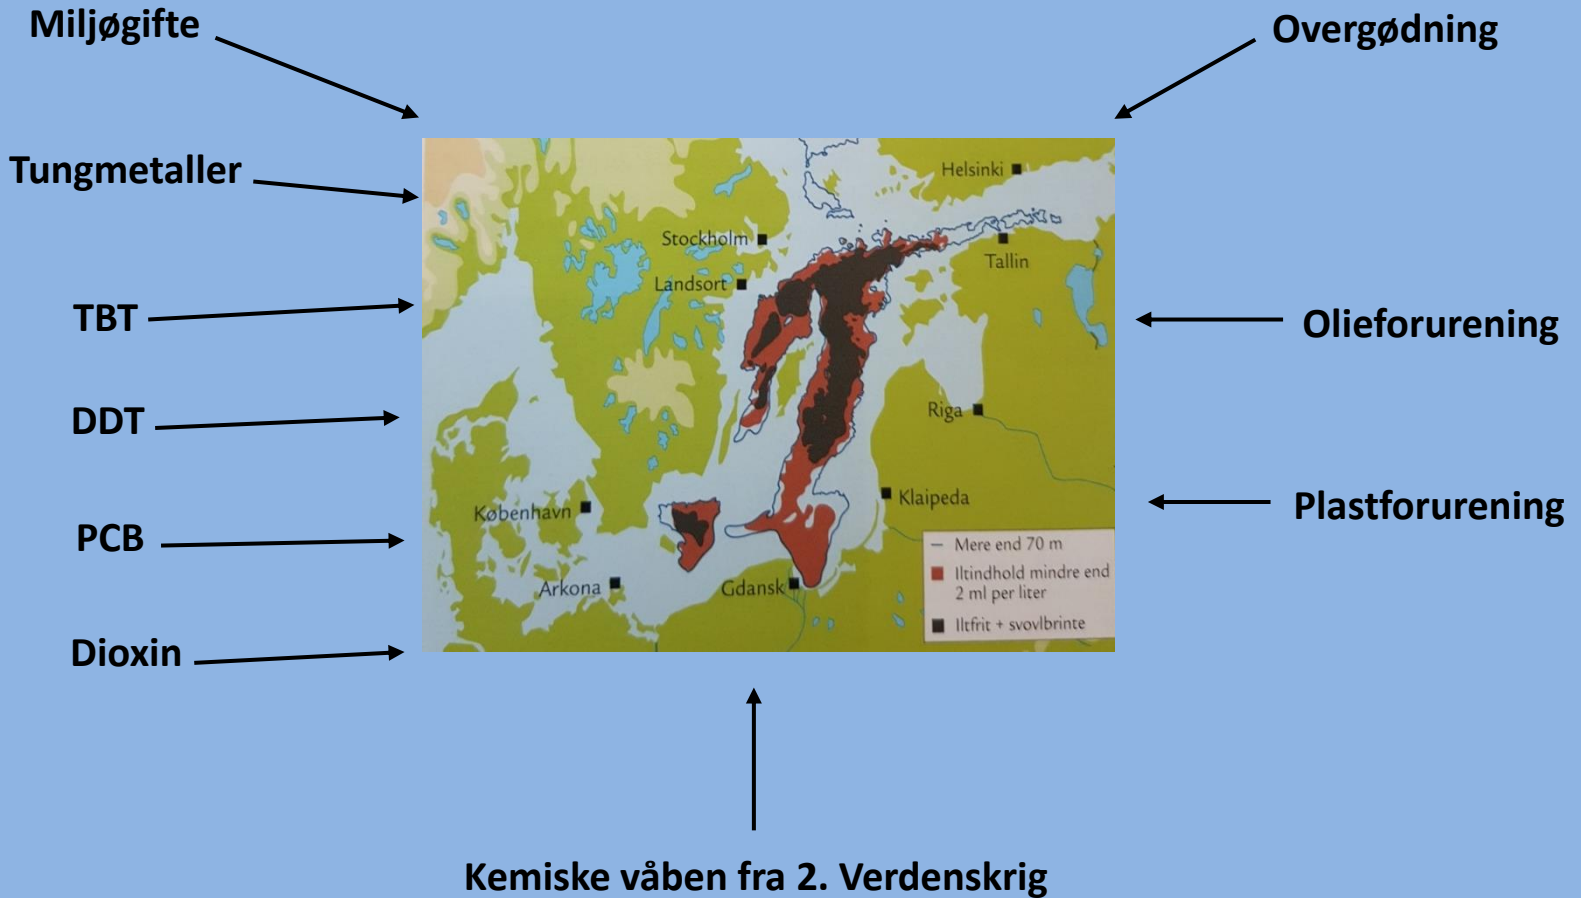 Miljøgifte
Overgødning
Tungmetaller
TBT
DDT
PCB
Dioxin
Helsinki
Stockholm
Tallin
Landsort
Riga
Klaipeda
København
Arkona
Gdansk
Mere end 70 m
Iltindhold mindre end
2 ml per liter
Iltfrit + svovlbrinte
Olieforurening
Plastforurening
Kemiske våben fra 2. Verdenskrig